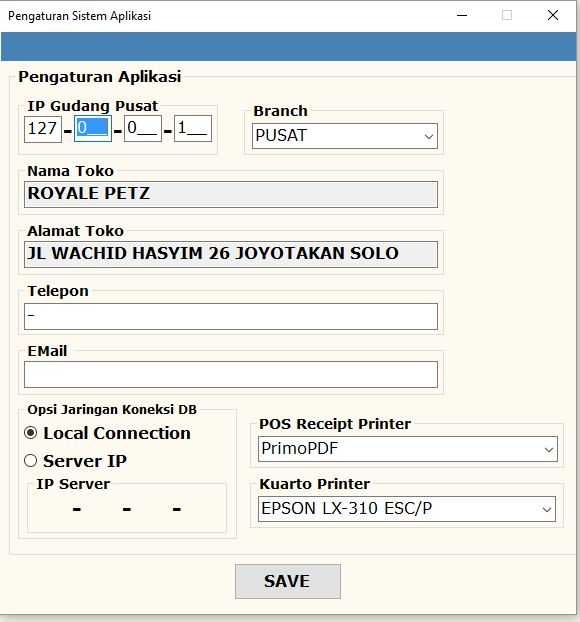 Pengaturan Sistem Aplikasi
Pengaturan Aplikasi
IP Gudang Pusat
127 - 0__ - 0__ - 1__
Branch
PUSAT
Nama Toko
ROYALE PETZ
Alamat Toko
JL WACHID HASYIM 26 JOYOTAKAN SOLO
Telepon
-
EMail
Opsi Jaringan Koneksi DB
Local Connection
Server IP
IP Server
- - -
POS Receipt Printer
PrimoPDF
Kuarto Printer
EPSON LX-310 ESC/P
SAVE